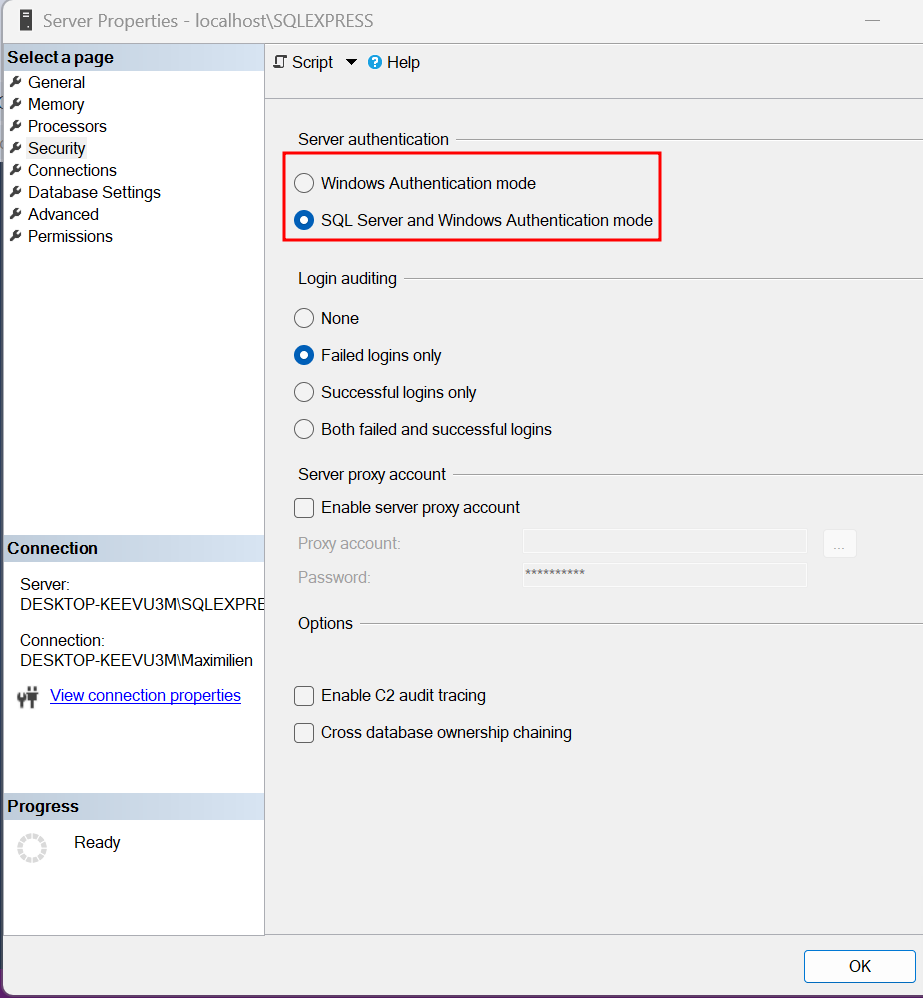 Server Properties - localhost\SQLEXPRESS
Select a page
General
Memory
Processors
Security
Connections
Database Settings
Advanced
Permissions
Connection
Server:
DESKTOP-KEEVU3M\SQLEXPRE
Connection:
DESKTOP-KEEVU3M\Maximilien
View connection properties
Progress
Ready
Script
Help
Server authentication
Windows Authentication mode
SQL Server and Windows Authentication mode
Login auditing
None
Failed logins only
Successful logins only
Both failed and successful logins
Server proxy account
Enable server proxy account
Proxy account:
...
Password:
**********
Options
Enable C2 audit tracing
Cross database ownership chaining
OK